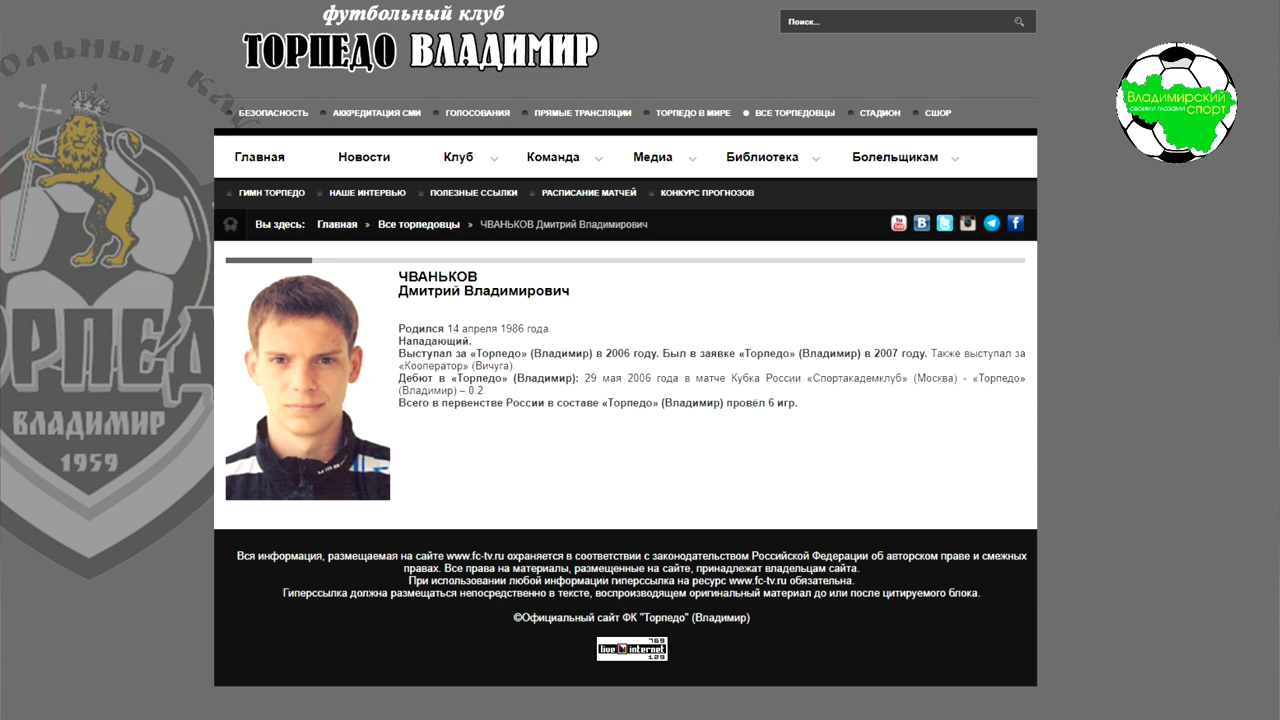 футбольный клуб
ТОРПЕДО ВЛАДИМИР
Поиск...
Владимирский
своими глазами спорт
БЕЗОПАСНОСТЬ АККРЕДИТАЦИЯ СМИ ГОЛОСОВАНИЯ ПРЯМЫЕ ТРАНСЛЯЦИИ ТОРПЕДО В МИРЕ ВСЕ ТОРПЕДОВЦЫ СТАДИОН СШОР
Главная Новости Клуб Команда Медиа Библиотека Болельщикам
ГИМН ТОРПЕДО НАШЕ ИНТЕРВЬЮ ПОЛЕЗНЫЕ ССЫЛКИ РАСПИСАНИЕ МАТЧЕЙ КОНКУРС ПРОГНОЗОВ
Вы здесь: Главная » Все торпедовцы » ЧВАНЬКОВ Дмитрий Владимирович
ЧВАНЬКОВ
Дмитрий Владимирович
Родился 14 апреля 1986 года.
Нападающий.
Выступал за «Торпедо» (Владимир) в 2006 году. Был в заявке «Торпедо» (Владимир) в 2007 году. Также выступал за
«Кооператор» (Вичуга).
Дебют в «Торпедо» (Владимир): 29 мая 2006 года в матче Кубка России «Спортакадемклуб» (Москва) - «Торпедо»
(Владимир) – 0:2.
Всего в первенстве России в составе «Торпедо» (Владимир) провёл 6 игр.
ВЛАДИМИР
1959
Вся информация, размещаемая на сайте www.fc-tv.ru охраняется в соответствии с законодательством Российской Федерации об авторском праве и смежных
правах. Все права на материалы, размещенные на сайте, принадлежат владельцам сайта.
При использовании любой информации гиперссылка на ресурс www.fc-tv.ru обязательна.
Гиперссылка должна размещаться непосредственно в тексте, воспроизводящем оригинальный материал до или после цитируемого блока.
©Официальный сайт ФК "Торпедо" (Владимир)
769
live internet
129